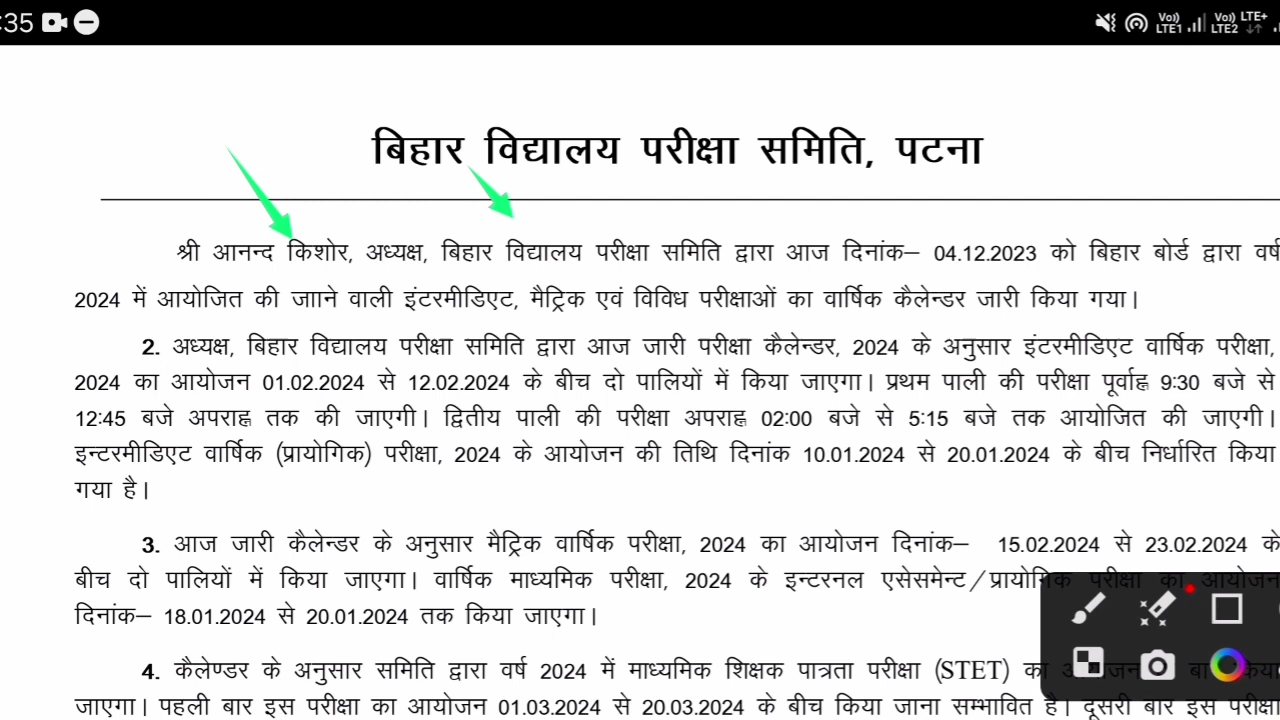 :35
Vo)) LTE1 Vo)) LTE+ LTE2
बिहार विद्यालय परीक्षा समिति, पटना
श्री आनन्द किशोर, अध्यक्ष, बिहार विद्यालय परीक्षा समिति द्वारा आज दिनांक– 04.12.2023 को बिहार बोर्ड द्वारा वर्ष
2024 में आयोजित की जााने वाली इंटरमीडिएट, मैट्रिक एवं विविध परीक्षाओं का वार्षिक कैलेन्डर जारी किया गया।
2. अध्यक्ष, बिहार विद्यालय परीक्षा समिति द्वारा आज जारी परीक्षा कैलेन्डर, 2024 के अनुसार इंटरमीडिएट वार्षिक परीक्षा,
2024 का आयोजन 01.02.2024 से 12.02.2024 के बीच दो पालियों में किया जाएगा। प्रथम पाली की परीक्षा पूर्वाह्न 9:30 बजे से
12:45 बजे अपराह्न तक की जाएगी। द्वितीय पाली की परीक्षा अपराह्न 02:00 बजे से 5:15 बजे तक आयोजित की जाएगी।
इन्टरमीडिएट वार्षिक (प्रायोगिक) परीक्षा, 2024 के आयोजन की तिथि दिनांक 10.01.2024 से 20.01.2024 के बीच निर्धारित किया
गया है।
3. आज जारी कैलेन्डर के अनुसार मैट्रिक वार्षिक परीक्षा, 2024 का आयोजन दिनांक– 15.02.2024 से 23.02.2024 के
बीच दो पालियों में किया जाएगा। वार्षिक माध्यमिक परीक्षा, 2024 के इन्टरनल एसेसमेन्ट/प्रायोगिक परीक्षा का आयोजन
दिनांक– 18.01.2024 से 20.01.2024 तक किया जाएगा।
4. कैलेण्डर के अनुसार समिति द्वारा वर्ष 2024 में माध्यमिक शिक्षक पात्रता परीक्षा (STET) का
जाएगा। पहली बार इस परीक्षा का आयोजन 01.03.2024 से 20.03.2024 के बीच किया जाना सम्भावित है। दूसरी बार इस परीक्षा